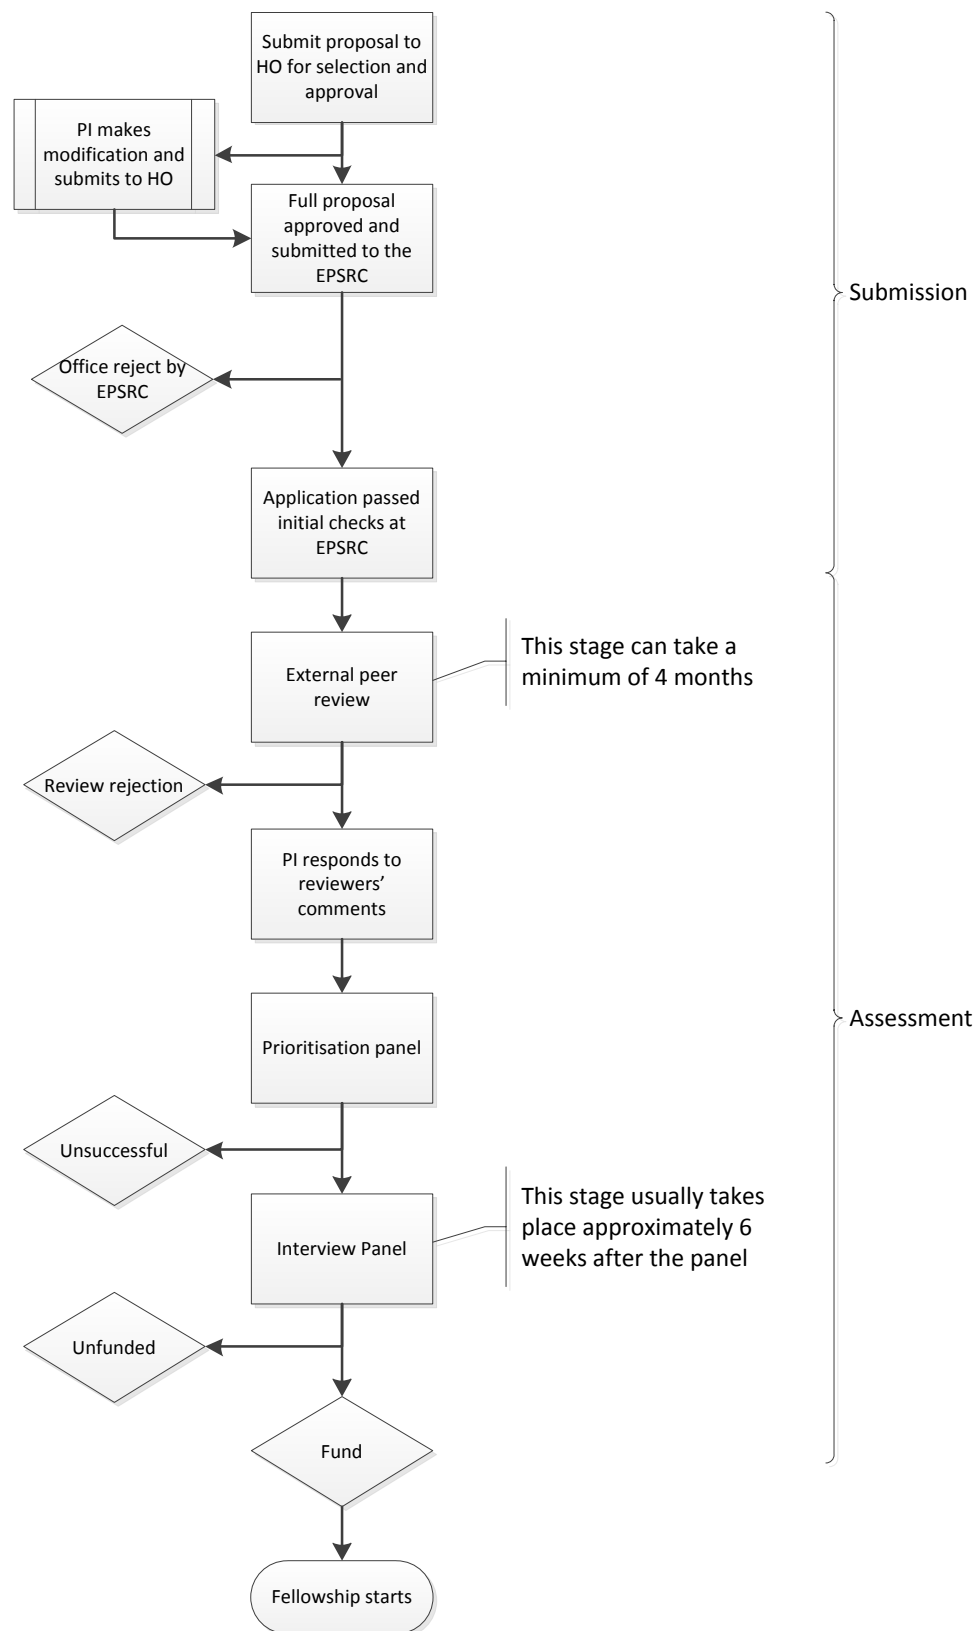 Submit proposal to
HO for selection and
approval
PI makes
modification and
submits to HO
Full proposal
approved and
submitted to the
EPSRC
Submission
Office reject by
EPSRC
Application passed
initial checks at
EPSRC
External peer
review
This stage can take a
minimum of 4 months
Review rejection
PI responds to
reviewers’
comments
Prioritisation panel
Assessment
Unsuccessful
Interview Panel
This stage usually takes
place approximately 6
weeks after the panel
Unfunded
Fund
Fellowship starts